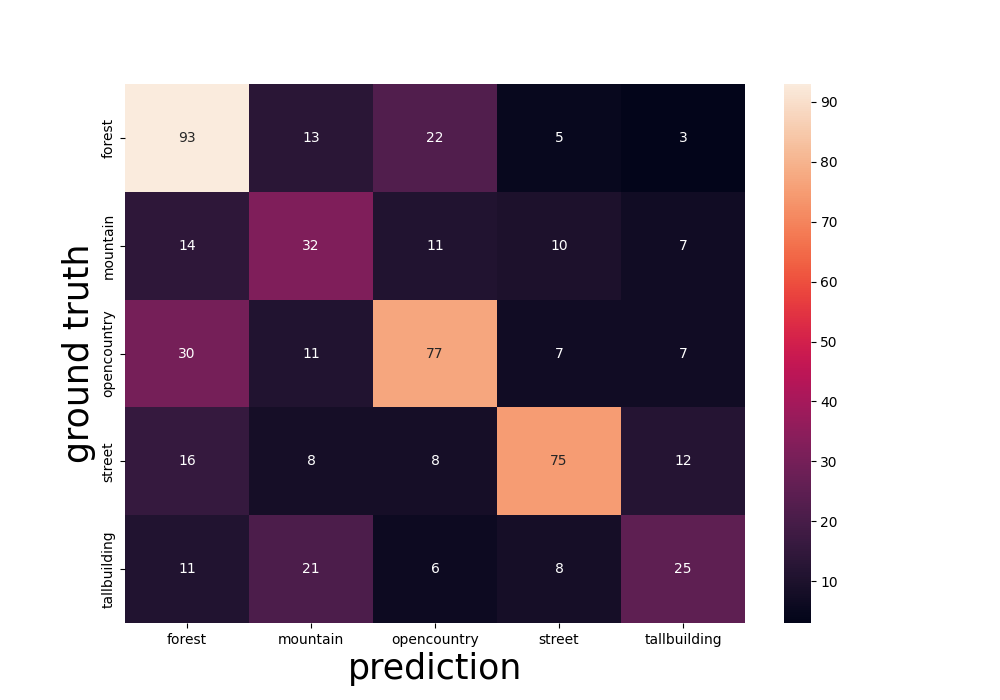 ground truth
forest
93 13 22 5 3
mountain
14 32 11 10 7
opencountry
30 11 77 7 7
street
16 8 8 75 12
tallbuilding
11 21 6 8 25
forest mountain opencountry street tallbuilding
prediction
90
80
70
60
50
40
30
20
10